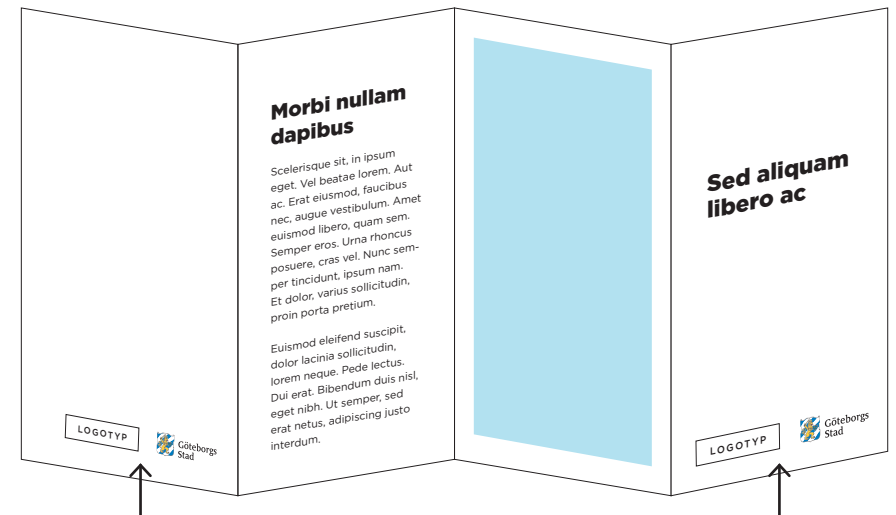 LOGOTYP
Göteborgs
Stad
Morbi nullam
dapibus
Scelerisque sit, in ipsum
eget. Vel beatae lorem. Aut
ac. Erat eiusmod, faucibus
nec, augue vestibulum. Amet
euismod libero, quam sem.
Semper eros. Urna rhoncus
posuere, cras vel. Nunc sem-
per tincidunt, ipsum nam.
Et dolor, varius sollicitudin,
proin porta pretium.
Euismod eleifend suscipit,
dolor lacinia sollicitudin,
lorem neque. Pede lectus.
Dui erat. Bibendum duis nisl,
eget nibh. Ut semper, sed
erat netus, adipiscing justo
interdum.
Sed aliquam
libero ac
LOGOTYP
Göteborgs
Stad